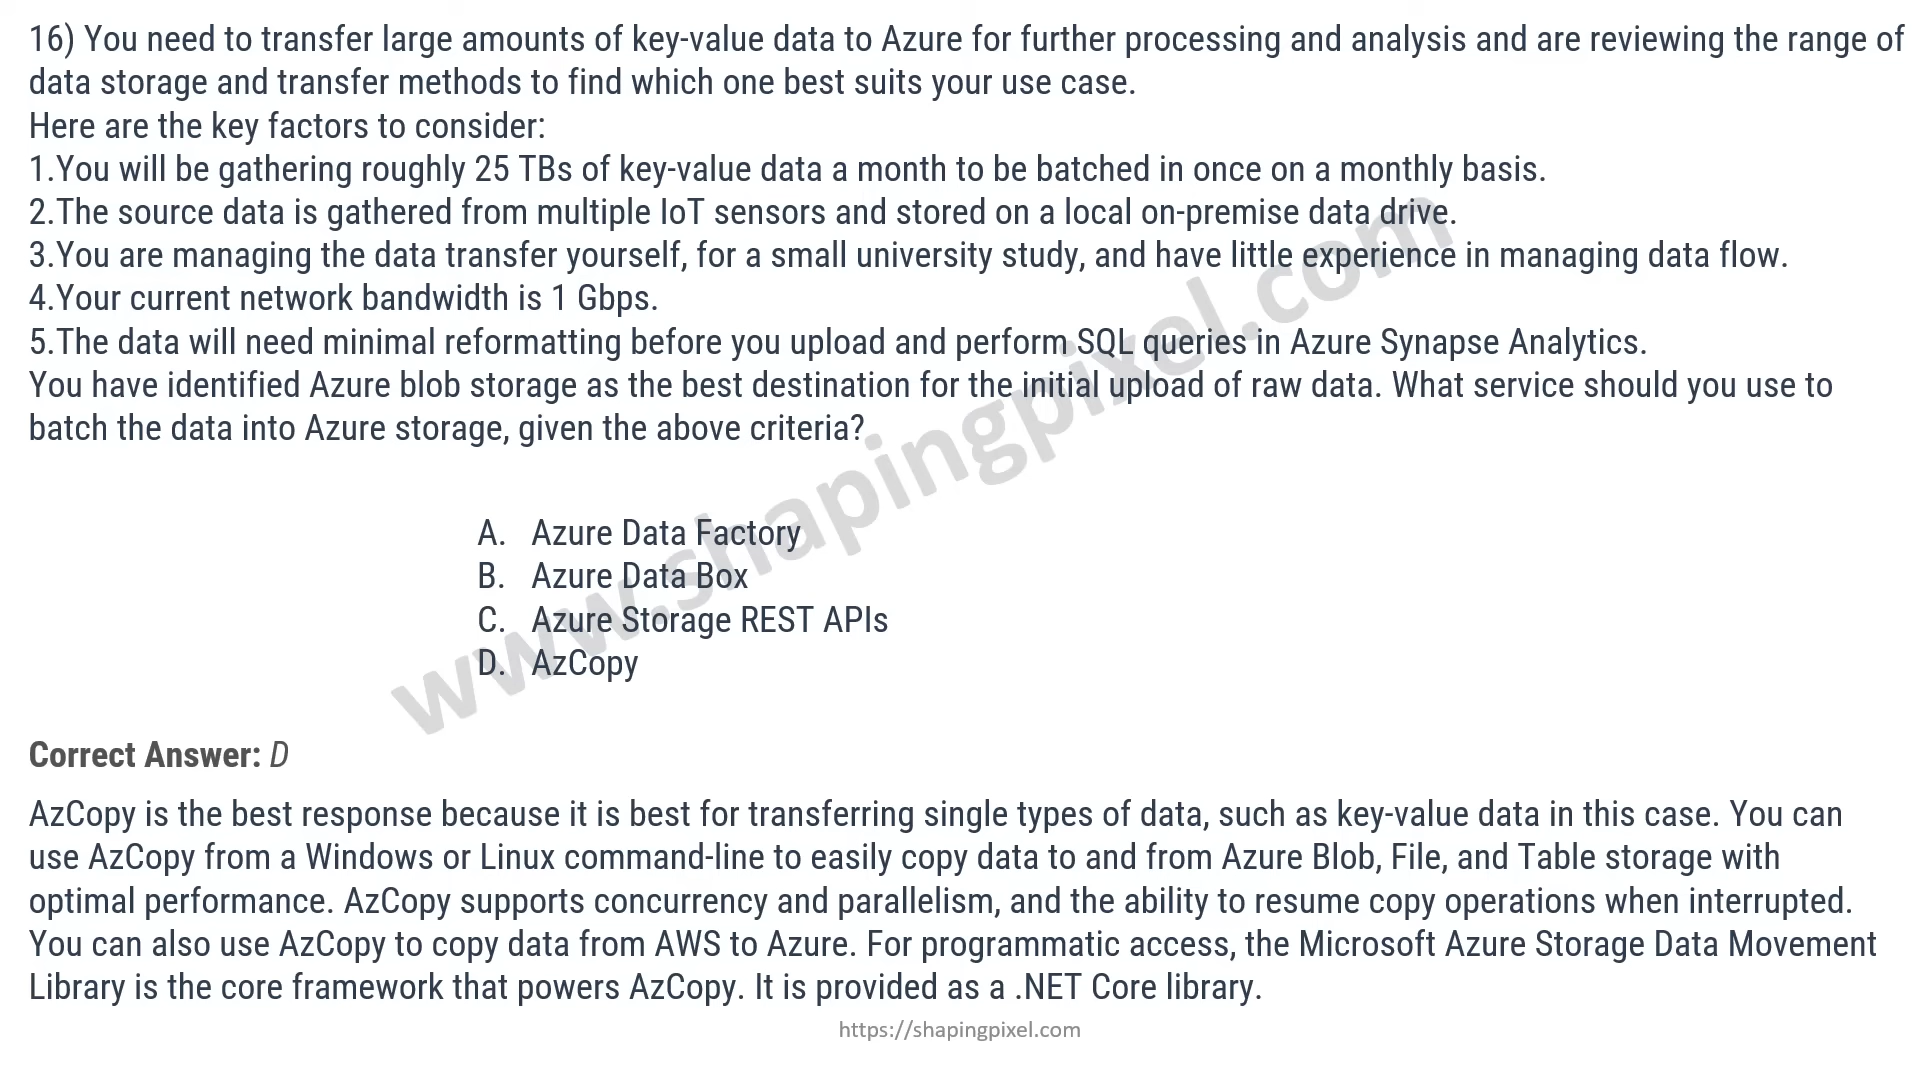 16) You need to transfer large amounts of key-value data to Azure for further processing and analysis and are reviewing the range of
data storage and transfer methods to find which one best suits your use case.
Here are the key factors to consider:
1.You will be gathering roughly 25 TBs of key-value data a month to be batched in once on a monthly basis.
2.The source data is gathered from multiple IoT sensors and stored on a local on-premise data drive.
3.You are managing the data transfer yourself, for a small university study, and have little experience in managing data flow.
4.Your current network bandwidth is 1 Gbps.
5.The data will need minimal reformatting before you upload and perform SQL queries in Azure Synapse Analytics.
You have identified Azure blob storage as the best destination for the initial upload of raw data. What service should you use to
batch the data into Azure storage, given the above criteria?
A. Azure Data Factory
B. Azure Data Box
C. Azure Storage REST APIs
D. AzCopy
www.shapingpixel.com
Correct Answer: D
AzCopy is the best response because it is best for transferring single types of data, such as key-value data in this case. You can
use AzCopy from a Windows or Linux command-line to easily copy data to and from Azure Blob, File, and Table storage with
optimal performance. AzCopy supports concurrency and parallelism, and the ability to resume copy operations when interrupted.
You can also use AzCopy to copy data from AWS to Azure. For programmatic access, the Microsoft Azure Storage Data Movement
Library is the core framework that powers AzCopy. It is provided as a .NET Core library.
https://shapingpixel.com